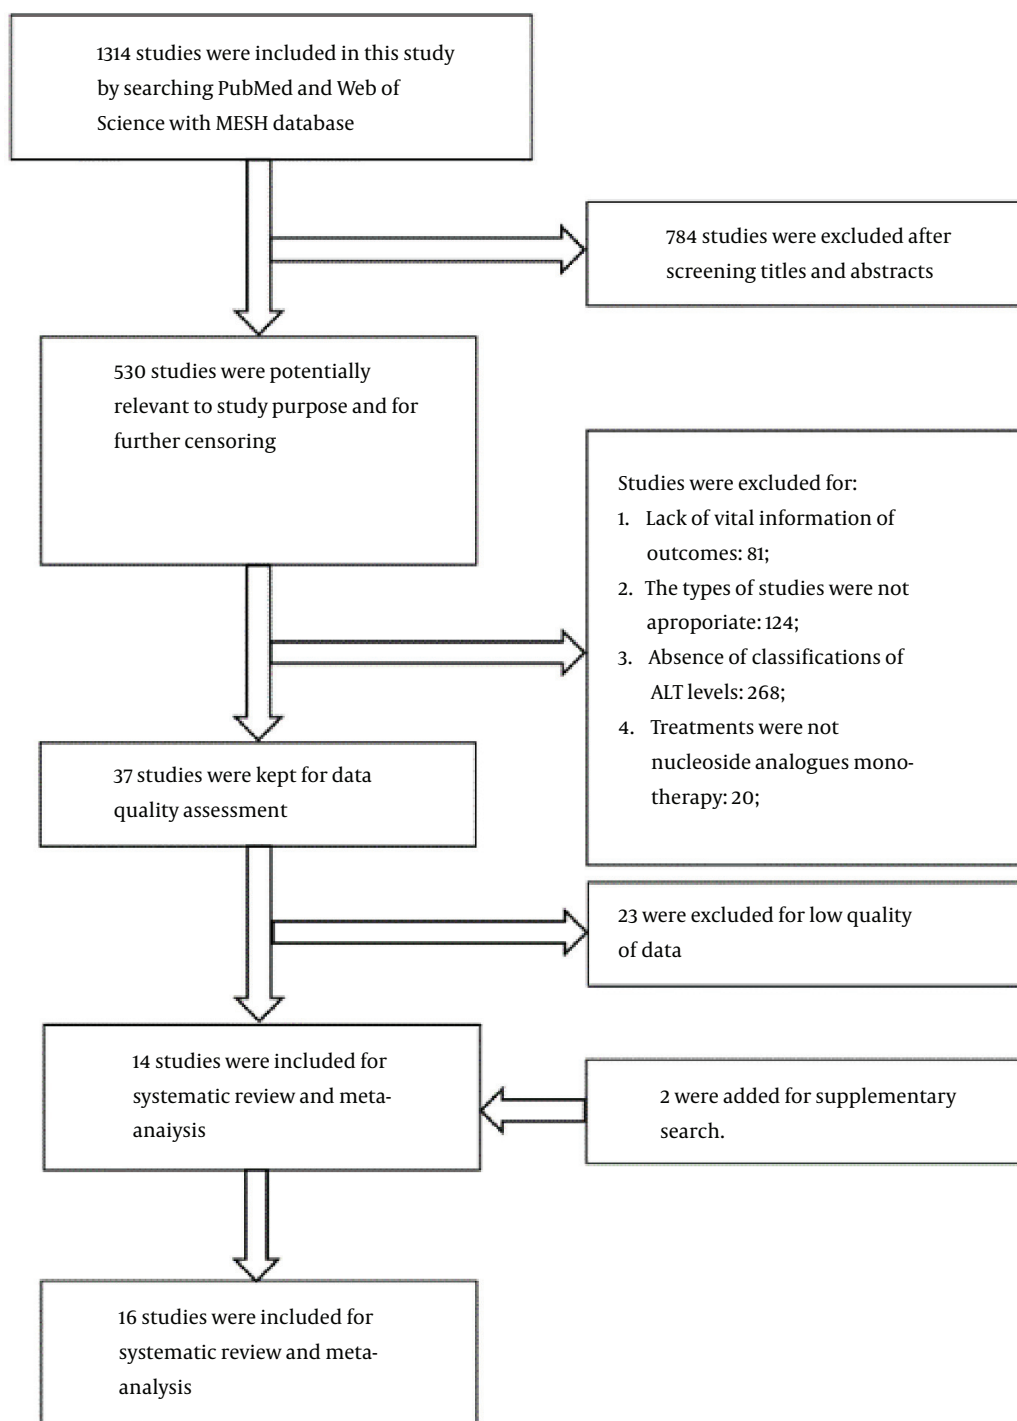 1314 studies were included in this study
by searching PubMed and Web of
Science with MESH database
784 studies were excluded after
screening titles and abstracts
530 studies were potentially
relevant to study purpose and for
further censoring
Studies were excluded for:
1. Lack of vital information of
outcomes: 81;
2. The types of studies were not
aproporiate: 124;
3. Absence of classifications of
ALT levels: 268;
4. Treatments were not
nucleoside analogues mono-
therapy: 20;
37 studies were kept for data
quality assessment
23 were excluded for low quality
of data
14 studies were included for
systematic review and meta-
anaiysis
2 were added for supplementary
search.
16 studies were included for
systematic review and meta-
analysis